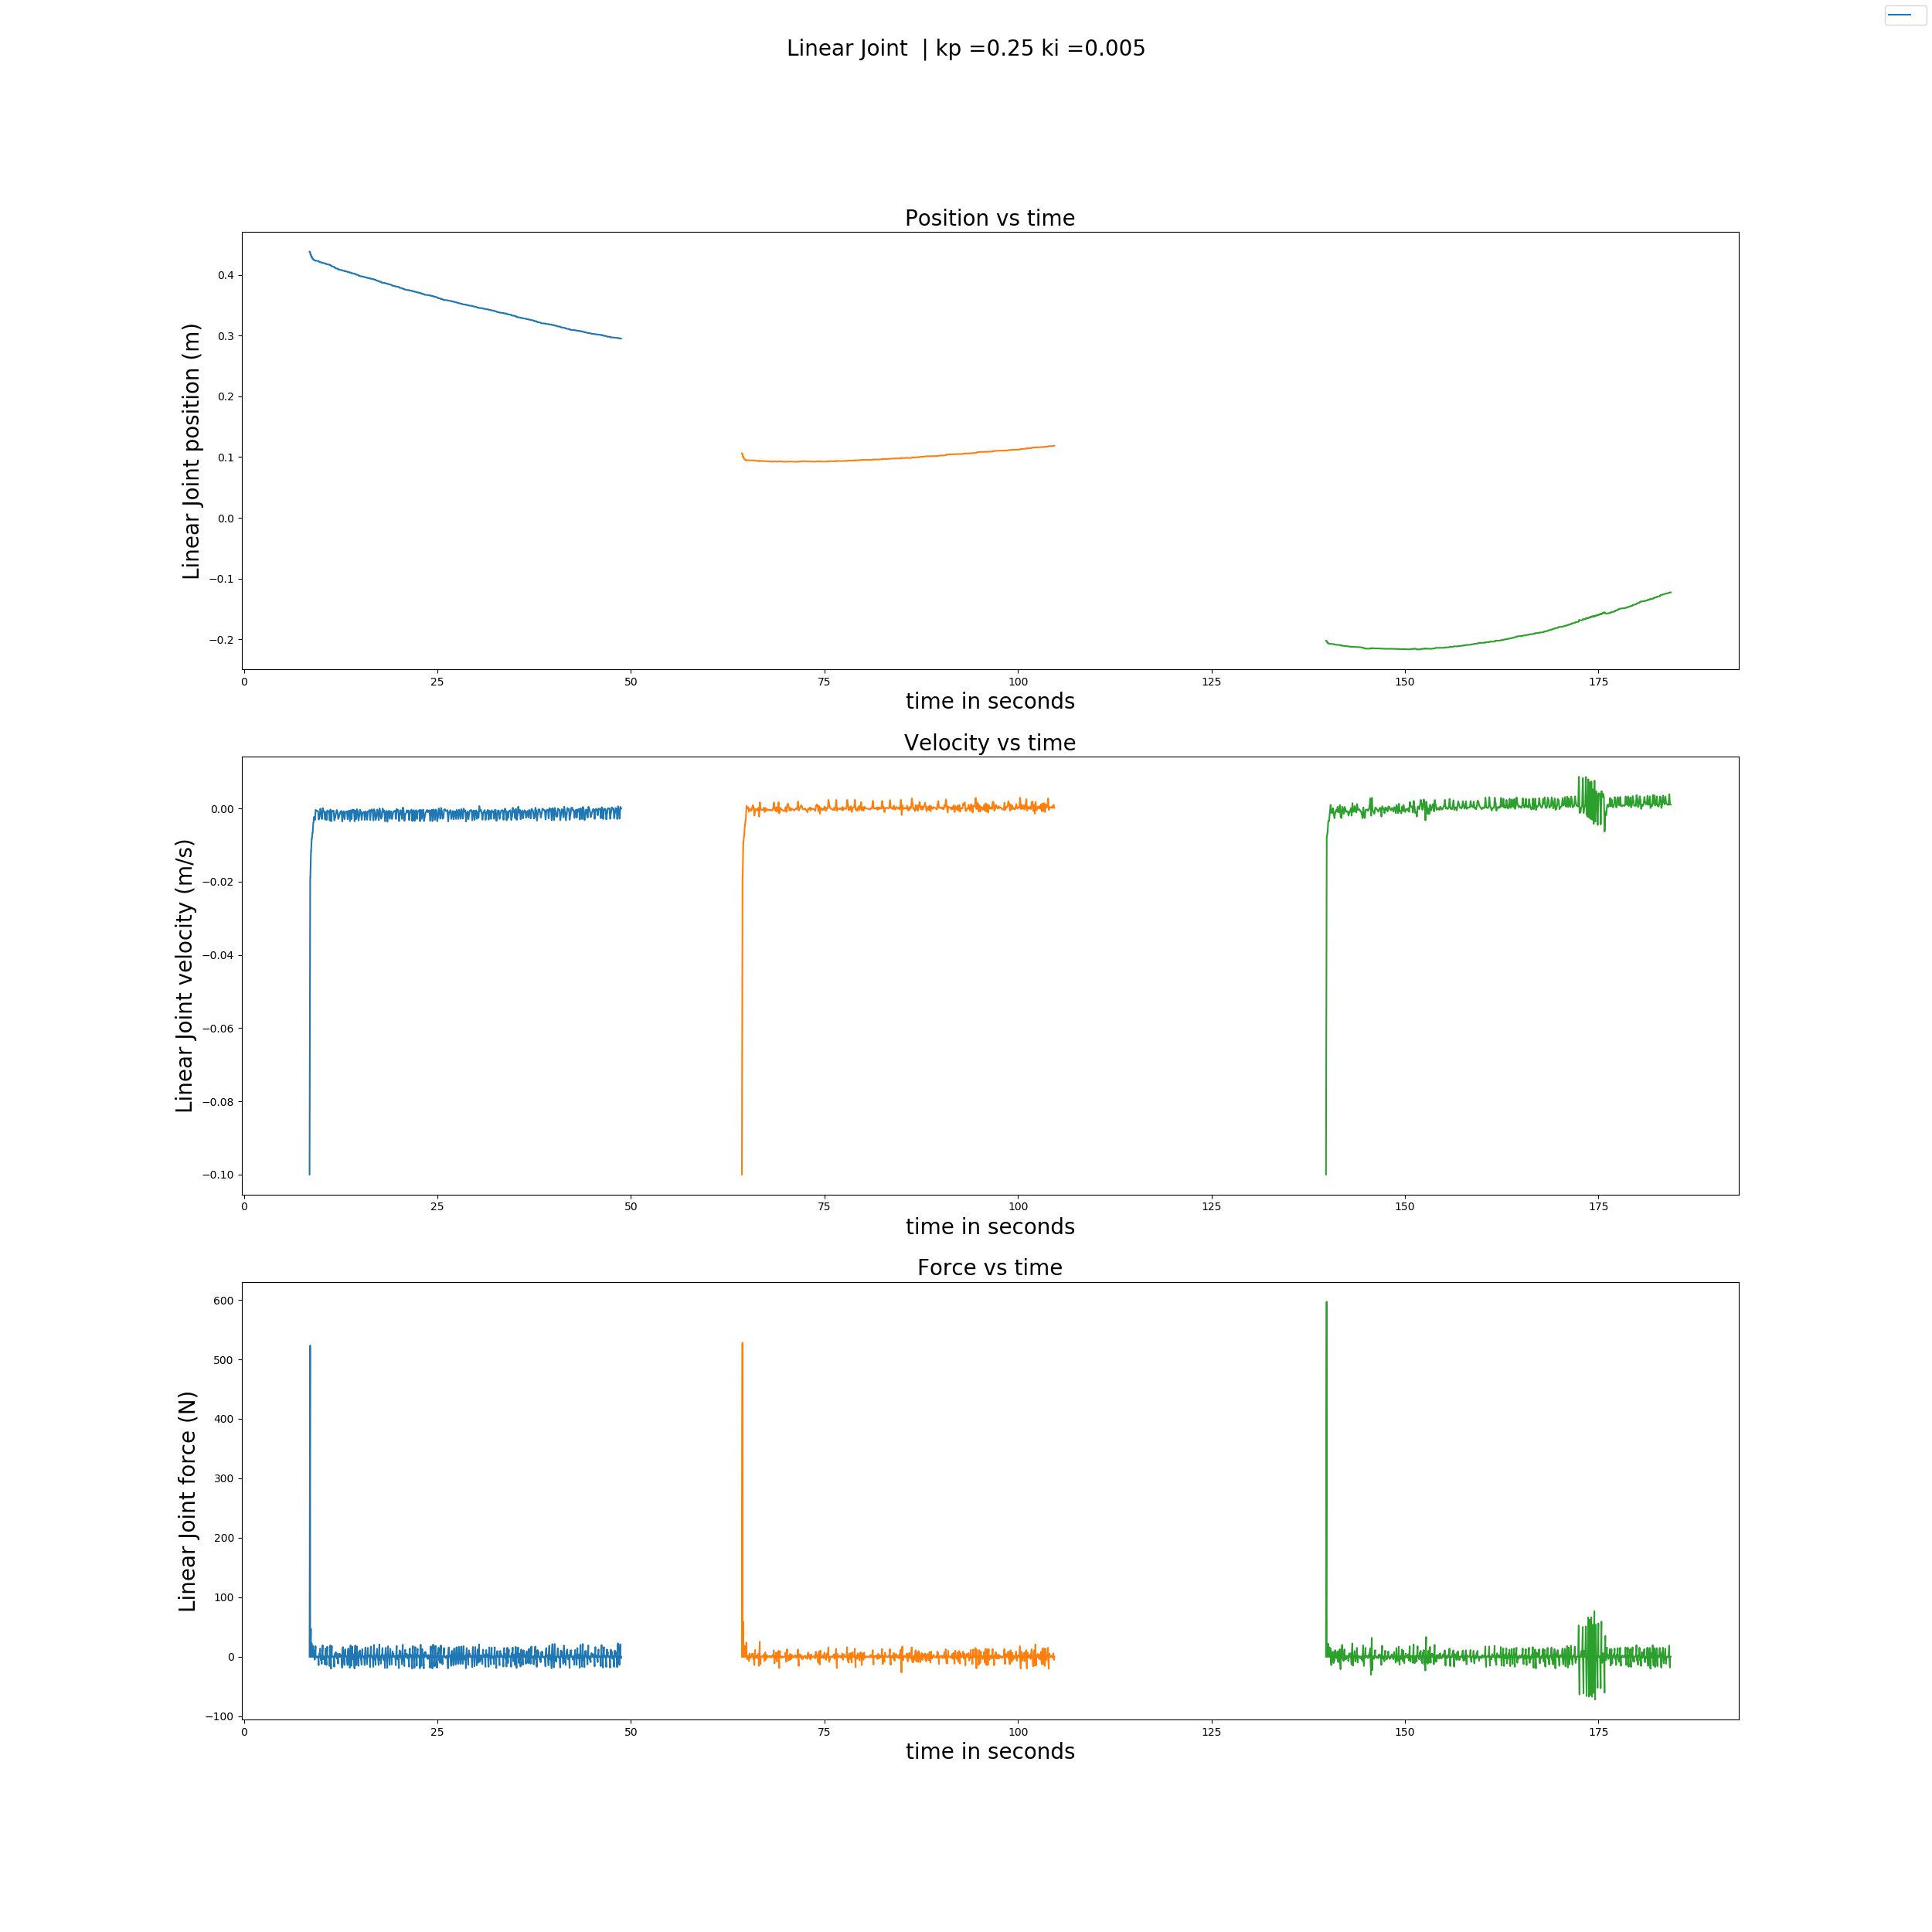 Linear Joint  | kp =0.25 ki =0.005
Position vs time
Linear Joint position (m)
0.4
0.3
0.2
0.1
0.0
−0.1
−0.2
0 25 50 75 100 125 150 175
time in seconds
Velocity vs time
Linear Joint velocity (m/s)
0.00
−0.02
−0.04
−0.06
−0.08
−0.10
0 25 50 75 100 125 150 175
time in seconds
Force vs time
Linear Joint force (N)
600
500
400
300
200
100
0
−100
0 25 50 75 100 125 150 175
time in seconds